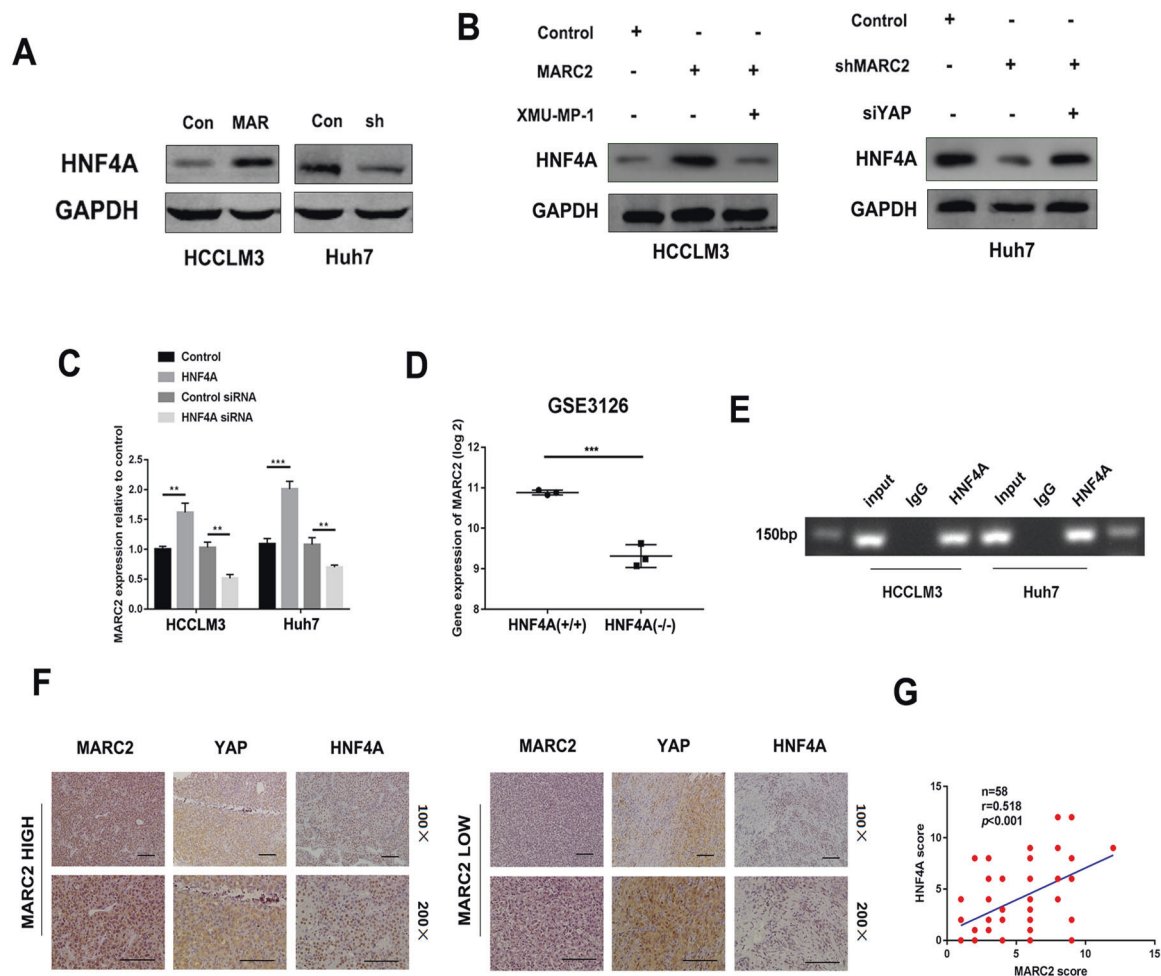 A
Con MAR Con sh
HNF4A
GAPDH
HCCLM3 Huh7
B
Control + - -
MARC2 - + +
XMU-MP-1 - - +
HNF4A
GAPDH
HCCLM3
Control + - -
shMARC2 - + +
siYAP - - +
HNF4A
GAPDH
Huh7
C
Control
HNF4A
Control siRNA
HNF4A siRNA
MARC2 expression relative to control
2.5
2.0
1.5
1.0
0.5
0.0
** ** *** **
HCCLM3 Huh7
D
GSE3126
Gene expression of MARC2 (log 2)
12
11
10
9
8
***
HNF4A(+/+) HNF4A(-/-)
E
input IgG HNF4A Input IgG HNF4A
150bp
HCCLM3 Huh7
F
MARC2 YAP HNF4A
MARC2 HIGH
100×
200×
MARC2 YAP HNF4A
MARC2 LOW
100×
200×
G
n=58
r=0.518
p<0.001
HNF4A score
15
10
5
0
0 5 10 15
MARC2 score